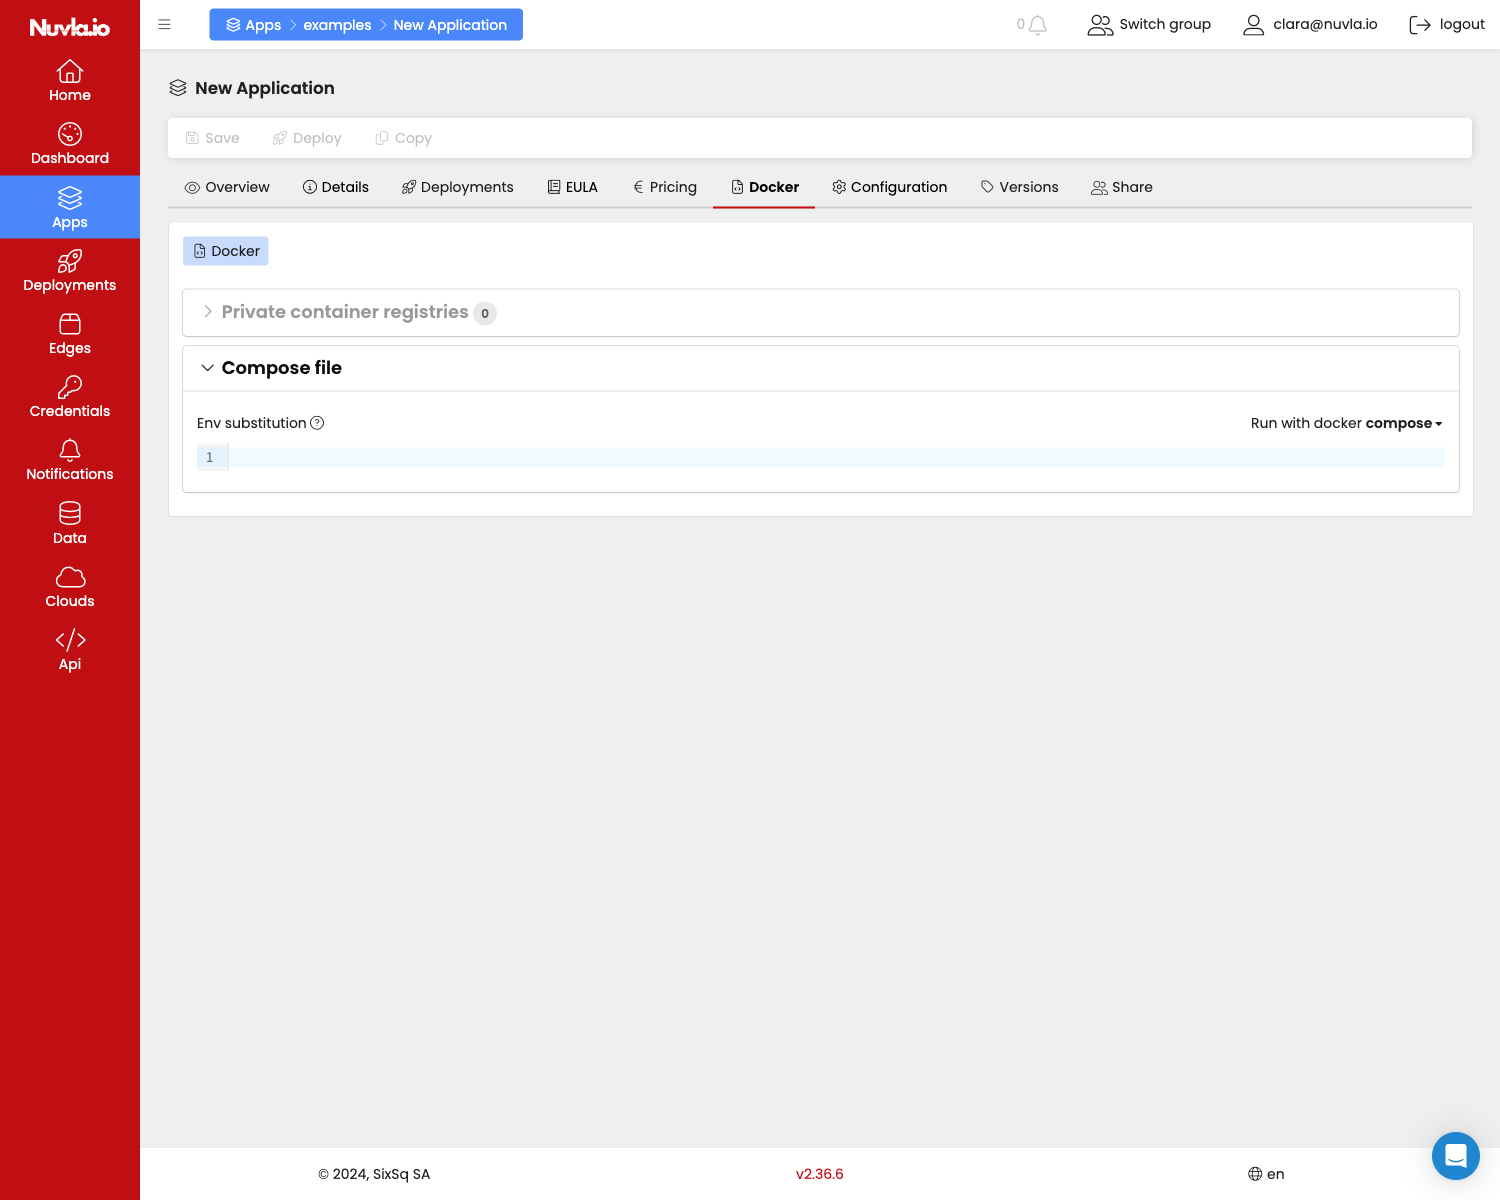 Nuvla.io
Apps examples New Application
0
Switch group
clara@nuvla.io
logout
Home
Dashboard
Apps
Deployments
Edges
Credentials
Notifications
Data
Clouds
Api
New Application
Save Deploy Copy
Overview Details Deployments EULA Pricing Docker Configuration Versions Share
Docker
Private container registries 0
Compose file
Env substitution
Run with docker compose
1
© 2024, SixSq SA
v2.36.6
en